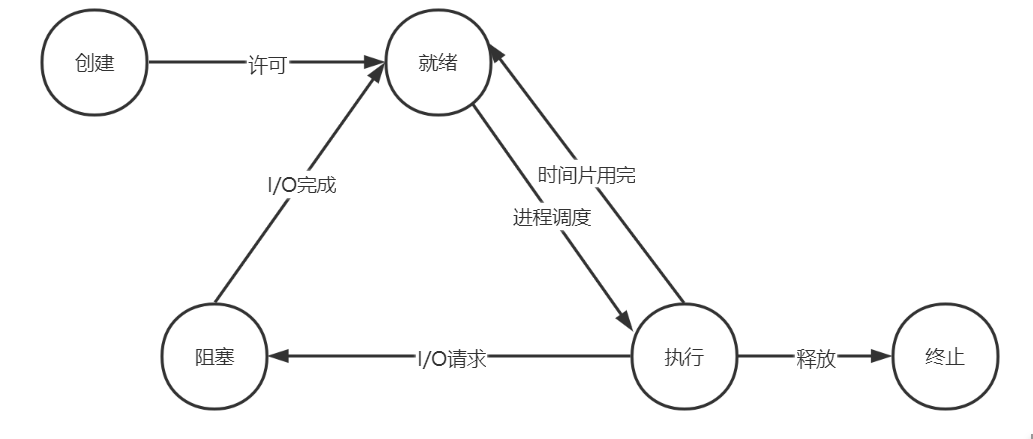 创建
许可
就绪
I/O完成
时间片用完
进程调度
阻塞
I/O请求
执行
释放
终止